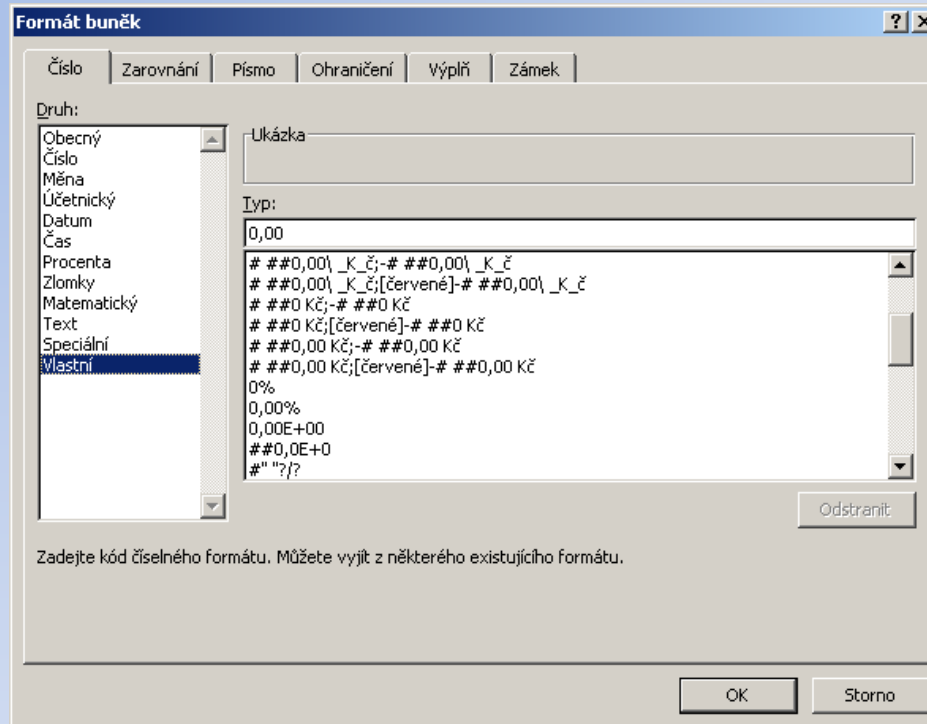 Formát buněk
Číslo Zarovnání Písmo Ohraničení Výplň Zámek
Druh:
Obecný
Číslo
Měna
Účetnický
Datum
Čas
Procenta
Zlomky
Matematický
Text
Speciální
Vlastní
Ukázka
Typ:
0,00
# ##0,00\ _K_č;-# ##0,00\ _K_č
# ##0,00\ _K_č;[červené]-# ##0,00\ _K_č
# ##0 Kč;-# ##0 Kč
# ##0 Kč;[červené]-# ##0 Kč
# ##0,00 Kč;-# ##0,00 Kč
# ##0,00 Kč;[červené]-# ##0,00 Kč
0%
0,00%
0,00E+00
##0,0E+0
#" "?/?
Odstranit
Zadejte kód číselného formátu. Můžete vyjít z některého existujícího formátu.
OK Storno